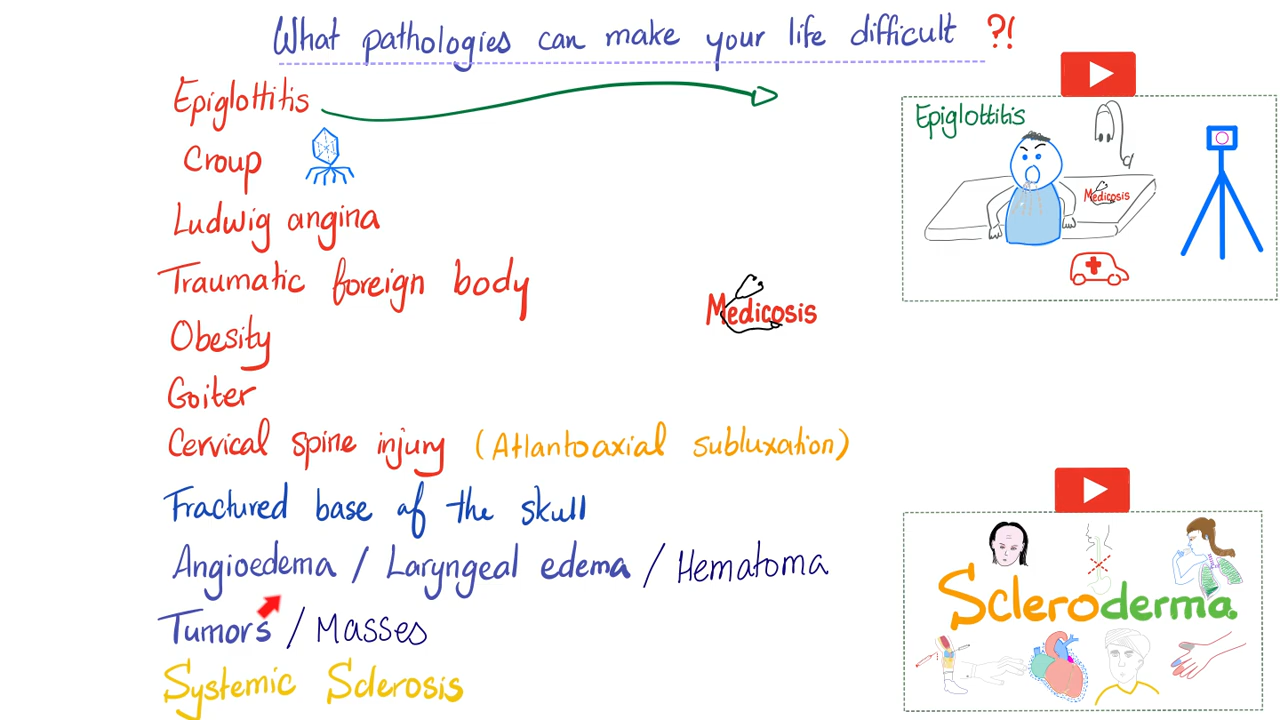 What pathologies can make your life difficult ?!
Epiglottitis
Croup
Ludwig angina
Traumatic foreign body
Obesity
Goiter
Cervical spine injury (Atlantoaxial subluxation)
Fractured base of the skull
Angioedema / Laryngeal edema / Hematoma
Tumors / Masses
Systemic Sclerosis
Medicosis
Epiglottitis
Medicosis
Scleroderma